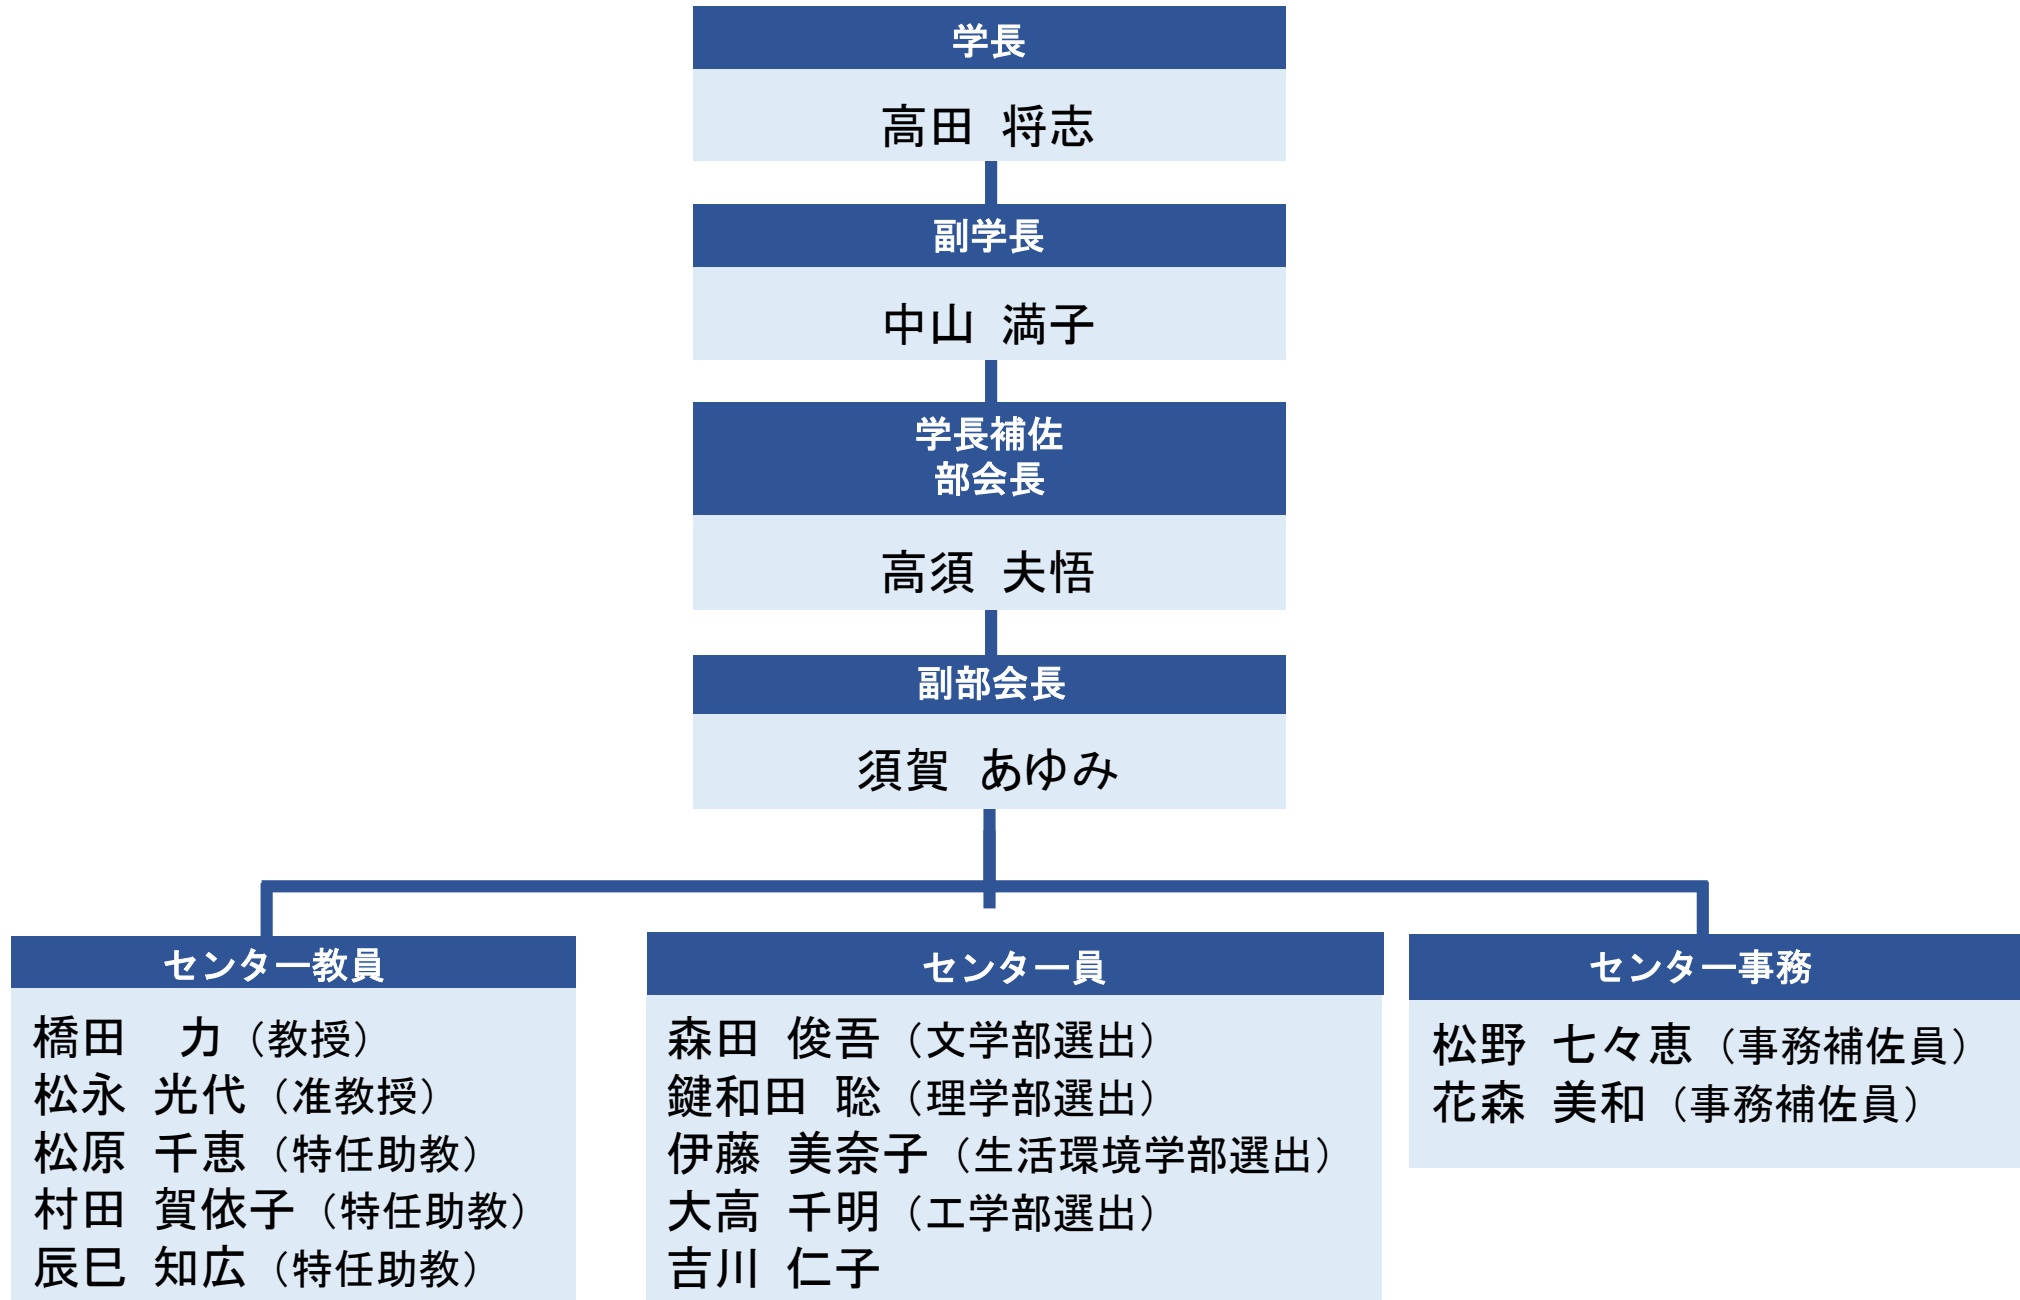 学長
高田 将志
副学長
中山 満子
学長補佐
部会長
高須 夫悟
副部会長
須賀 あゆみ
センター教員
橋田 力（教授）
松永 光代（准教授）
松原 千恵（特任助教）
村田 賀依子（特任助教）
辰巳 知広（特任助教）
センター員
森田 俊吾（文学部選出）
鍵和田 聡（理学部選出）
伊藤 美奈子（生活環境学部選出）
大高 千明（工学部選出）
吉川 仁子
センター事務
松野 七々恵（事務補佐員）
花森 美和（事務補佐員）